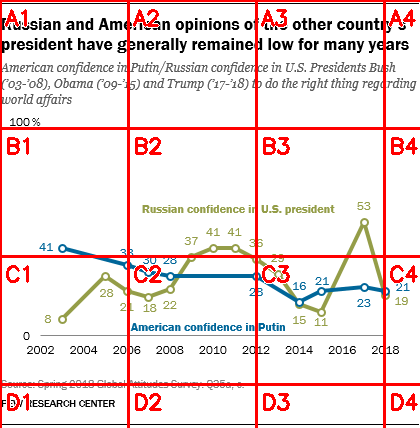 A1 A2 A3 A4
Russian and American opinions of the other country's
president have generally remained low for many years
American confidence in Putin/Russian confidence in U.S. Presidents Bush
('03-'08), Obama ('09-'15) and Trump ('17-'18) to do the right thing regarding
world affairs
100 %
B1 B2 B3 B4
Russian confidence in U.S. president
53
41 41
37 36
41 33 30 28 29
C1 C2 C3 C4
28 28 16 21 23 21
8 21 18 22 15 11 19
American confidence in Putin
0
2002 2004 2006 2008 2010 2012 2014 2016 2018
Source: Spring 2018 Global Attitudes Survey. Q35a, c.
D1 D2 D3 D4
PEW RESEARCH CENTER